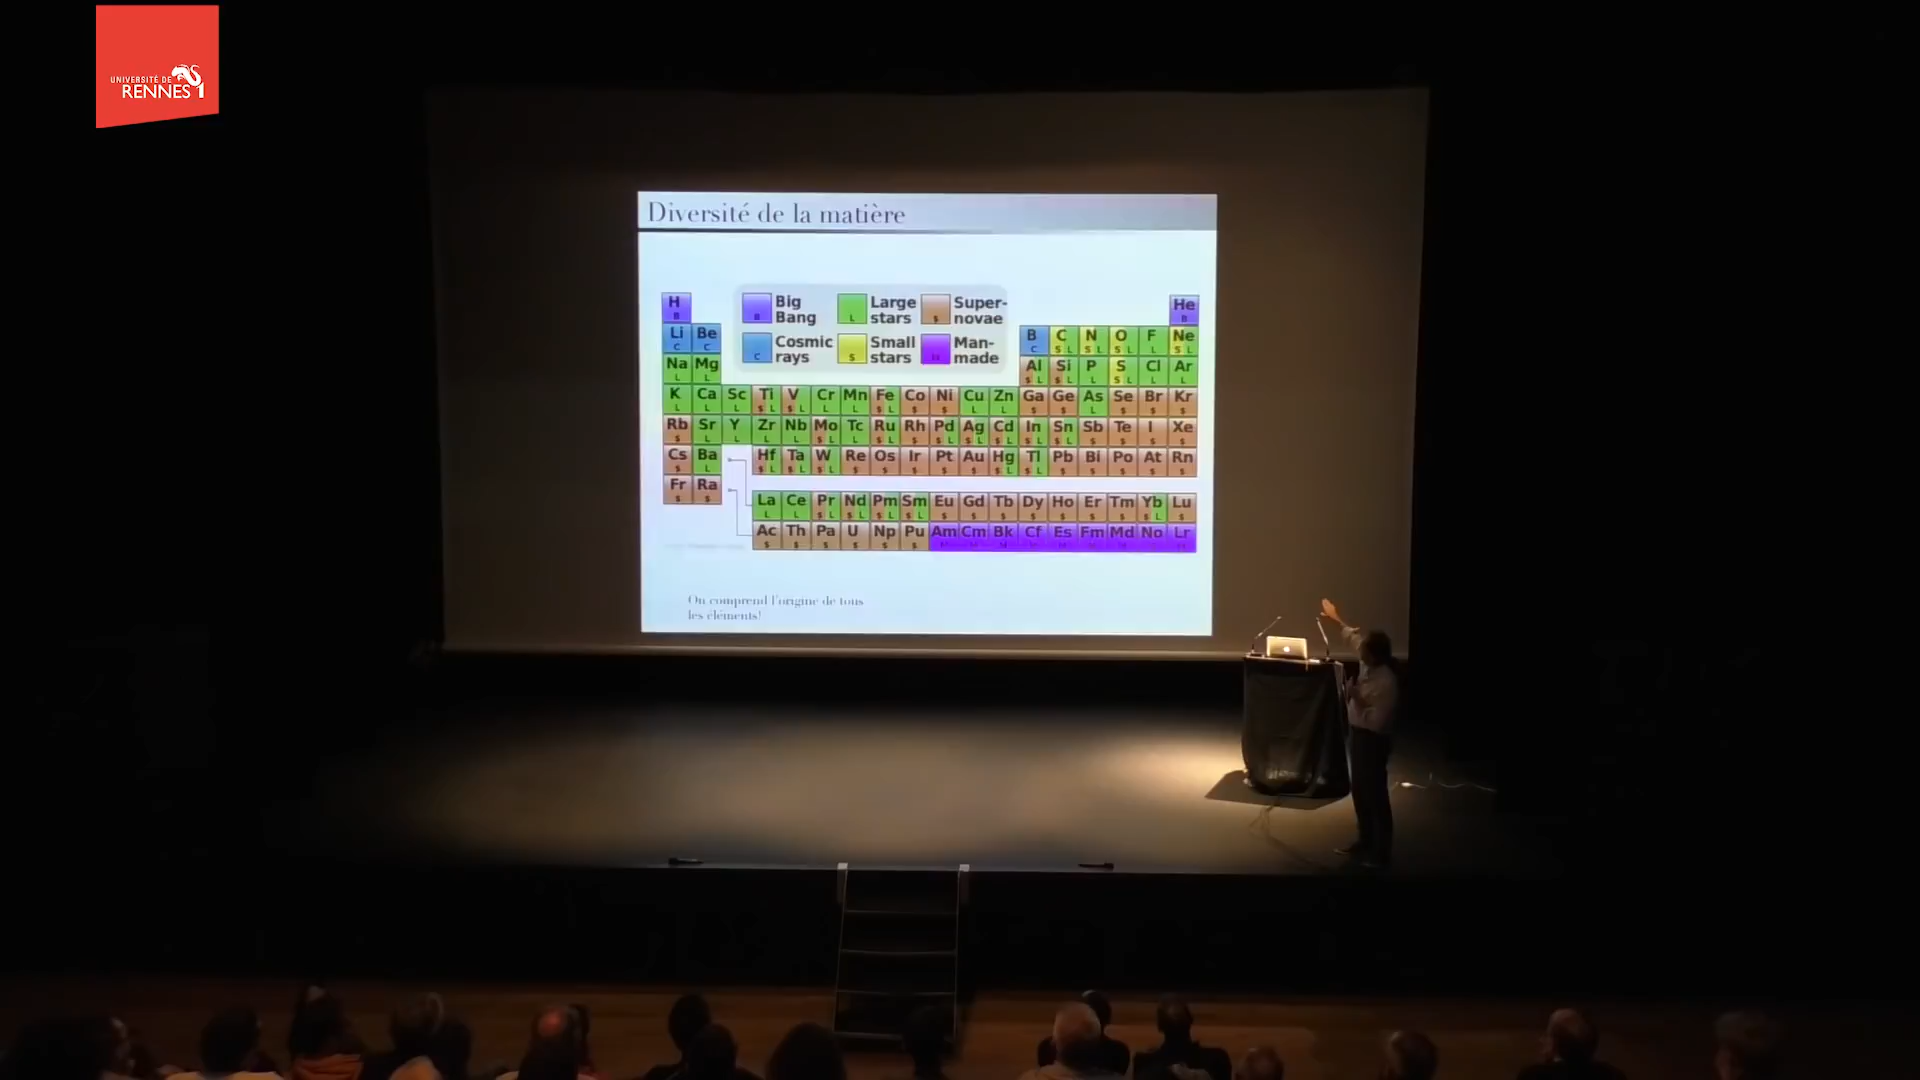 UNIVERSITÉ DE
RENNES 1
Diversité de la matière
Big Bang
Large stars
Super-novae
Cosmic rays
Small stars
Man-made
H He
Li Be B C N O F Ne
Na Mg Al Si P S Cl Ar
K Ca Sc Ti V Cr Mn Fe Co Ni Cu Zn Ga Ge As Se Br Kr
Rb Sr Y Zr Nb Mo Tc Ru Rh Pd Ag Cd In Sn Sb Te I Xe
Cs Ba Hf Ta W Re Os Ir Pt Au Hg Tl Pb Bi Po At Rn
Fr Ra
La Ce Pr Nd Pm Sm Eu Gd Tb Dy Ho Er Tm Yb Lu
Ac Th Pa U Np Pu Am Cm Bk Cf Es Fm Md No Lr
On comprend l'origine de tous
les éléments!